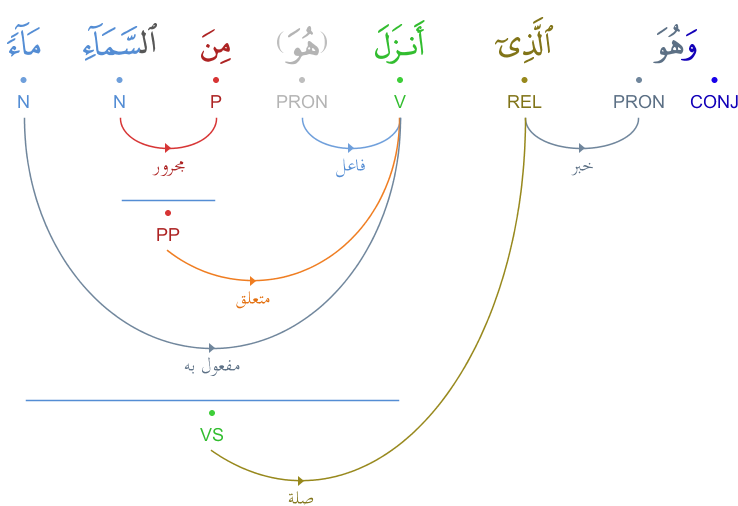 وَهُوَ ٱلَّذِىٓ أَنزَلَ (هُوَ) مِنَ ٱلسَّمَآءِ مَآءً
CONJ PRON REL V PRON P N N
خبر
فاعل
مجرور
PP
متعلق
مفعول به
VS
صلة